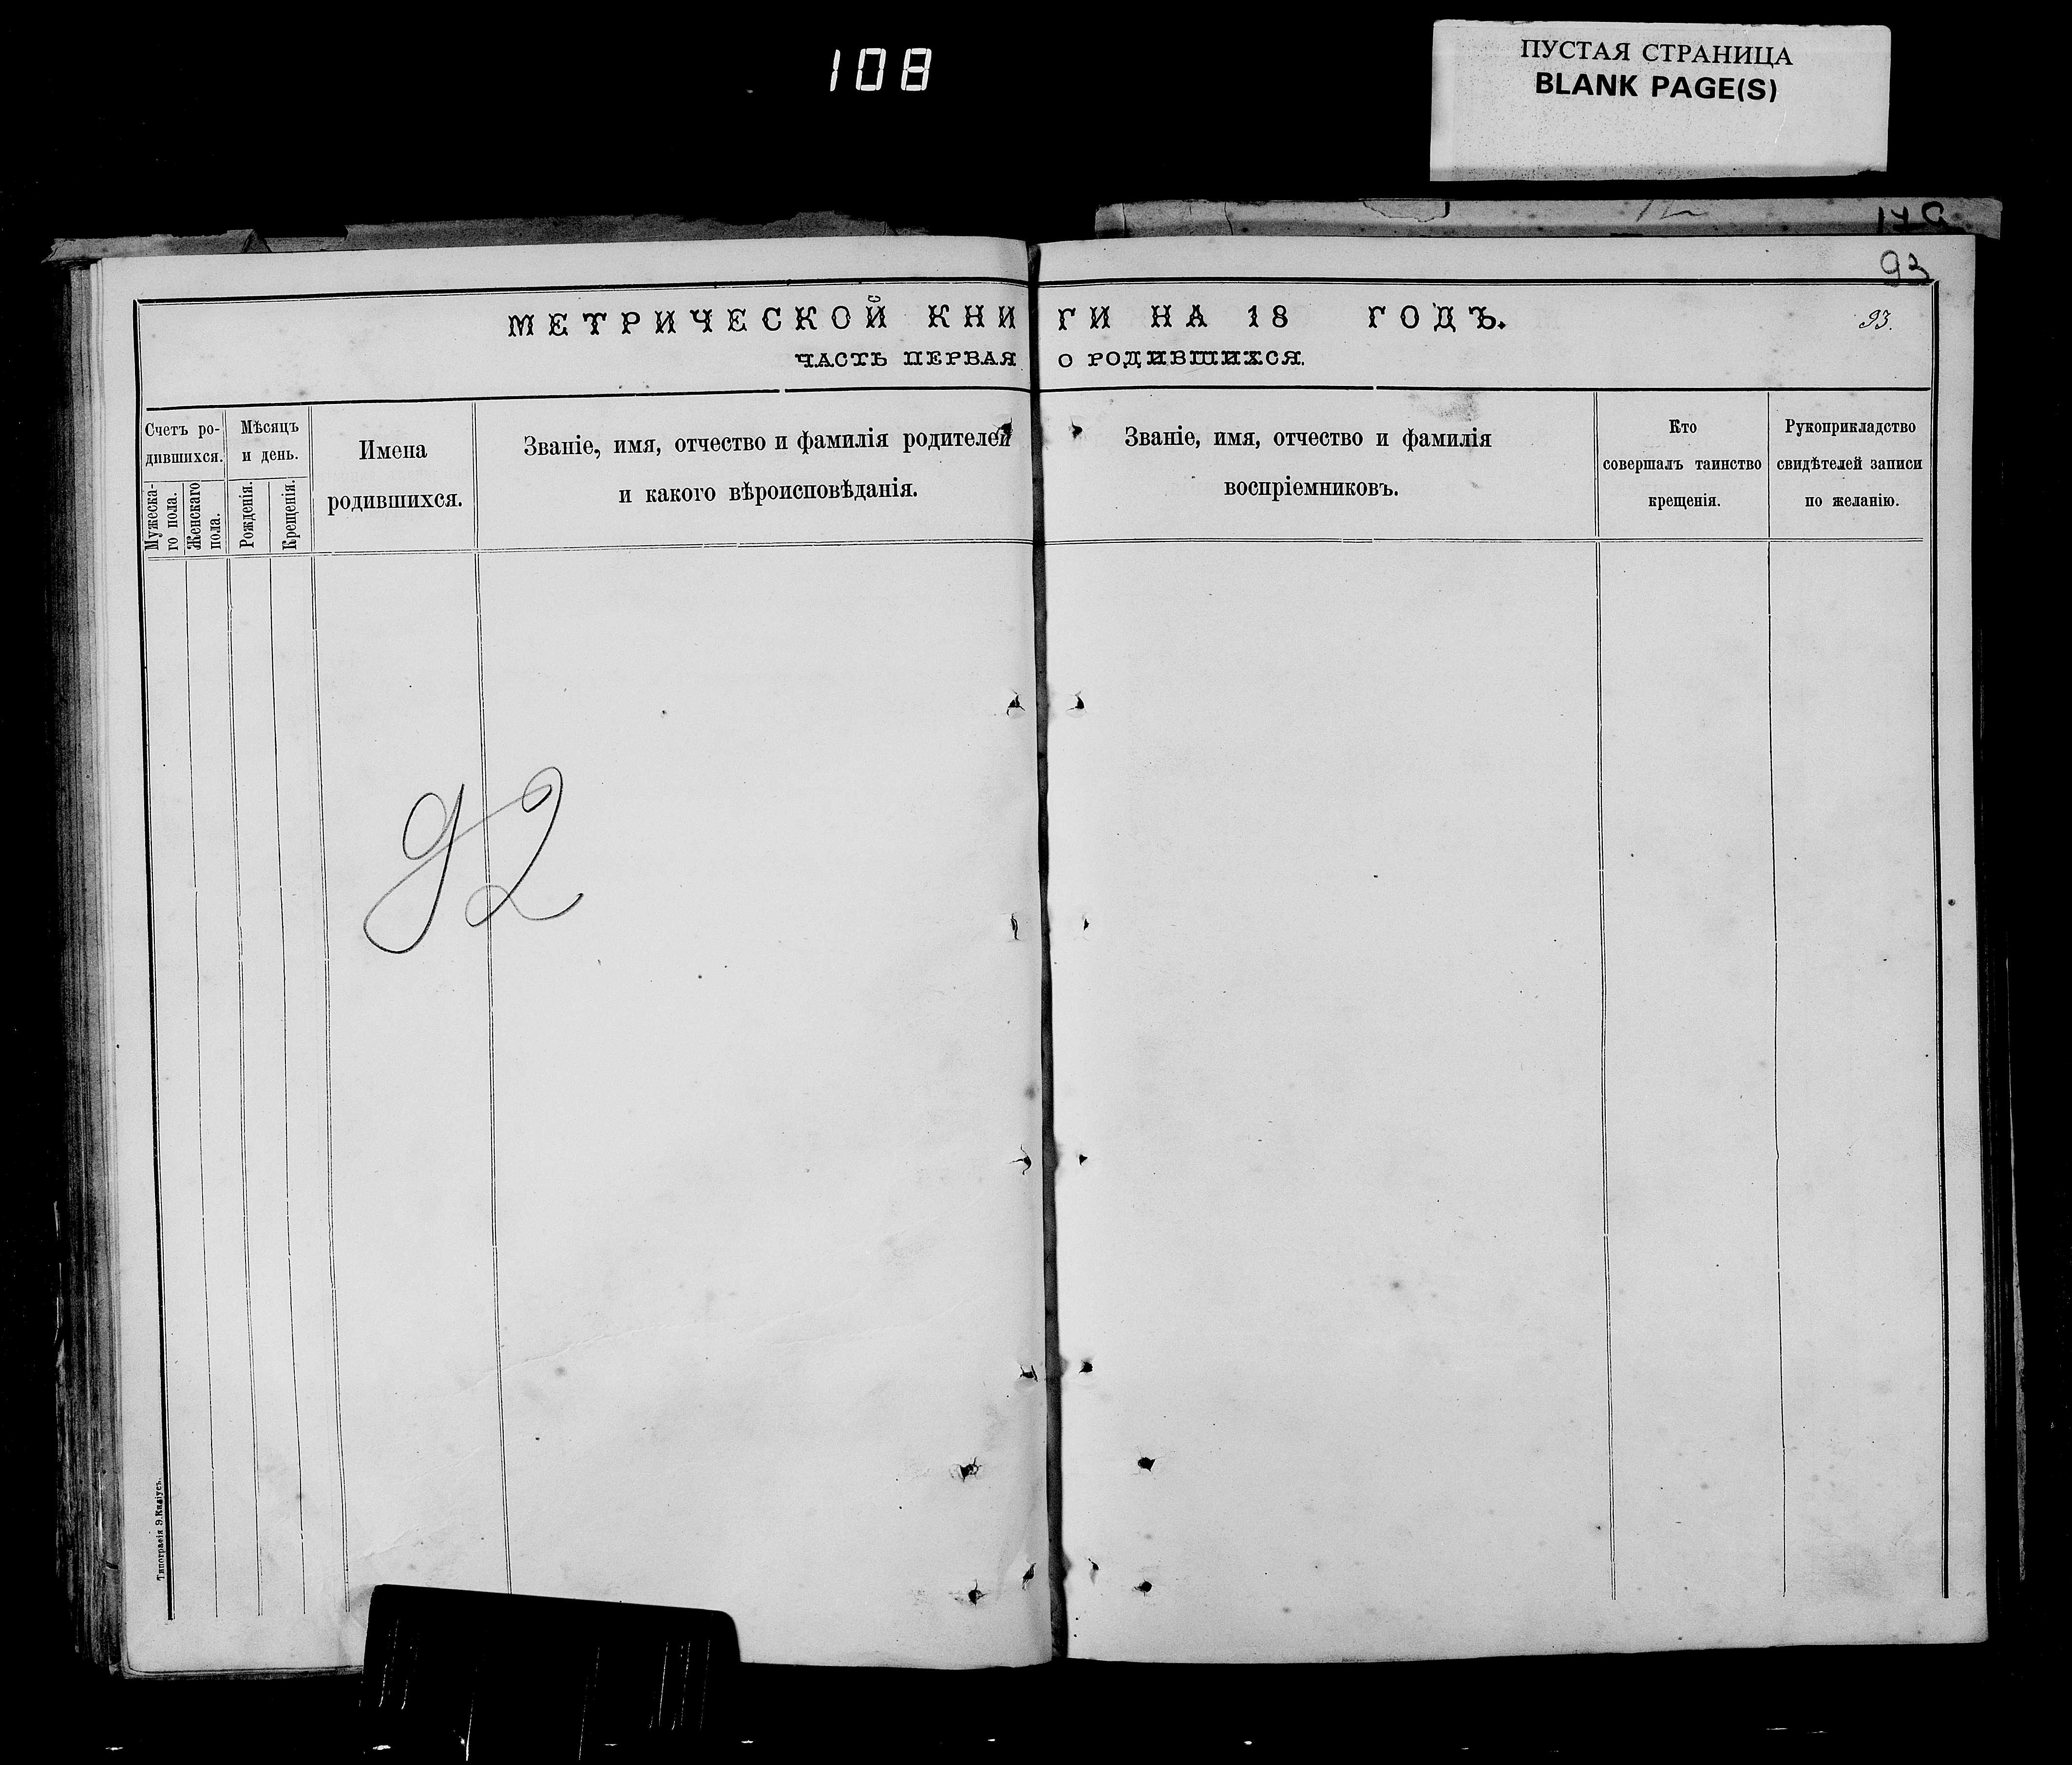 108
ПУСТАЯ СТРАНИЦА
BLANK PAGE(S)
93
МЕТРИЧЕСКОЙ КНИГИ НА 18 ГОДЪ.
93.
ЧАСТЬ ПЕРВАЯ О РОДИВШИХСЯ.
Счетъ ро-
дившихся.
Мужеска-
го пола.
Женскаго
пола.
Мѣсяцъ
и день.
Рожденія.
Крещенія.
Имена
родившихся.
Званіе, имя, отчество и фамилія родителей
и какого вѣроисповѣданія.
Званіе, имя, отчество и фамилія
воспріемниковъ.
Кто
совершалъ таинство
крещенія.
Рукоприкладство
свидѣтелей записи
по желанію.
92
Типографія Э.